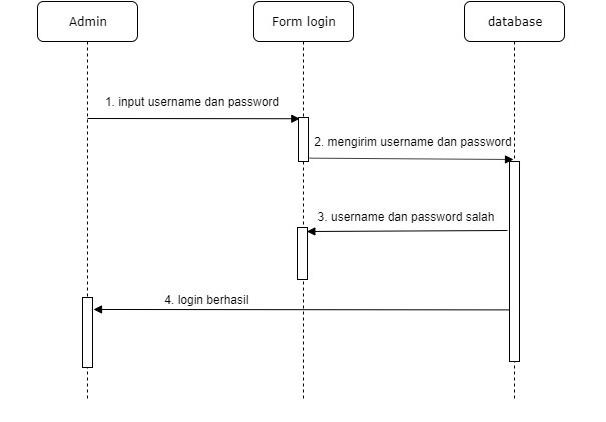 Admin
Form login
database
1. input username dan password
2. mengirim username dan password
3. username dan password salah
4. login berhasil